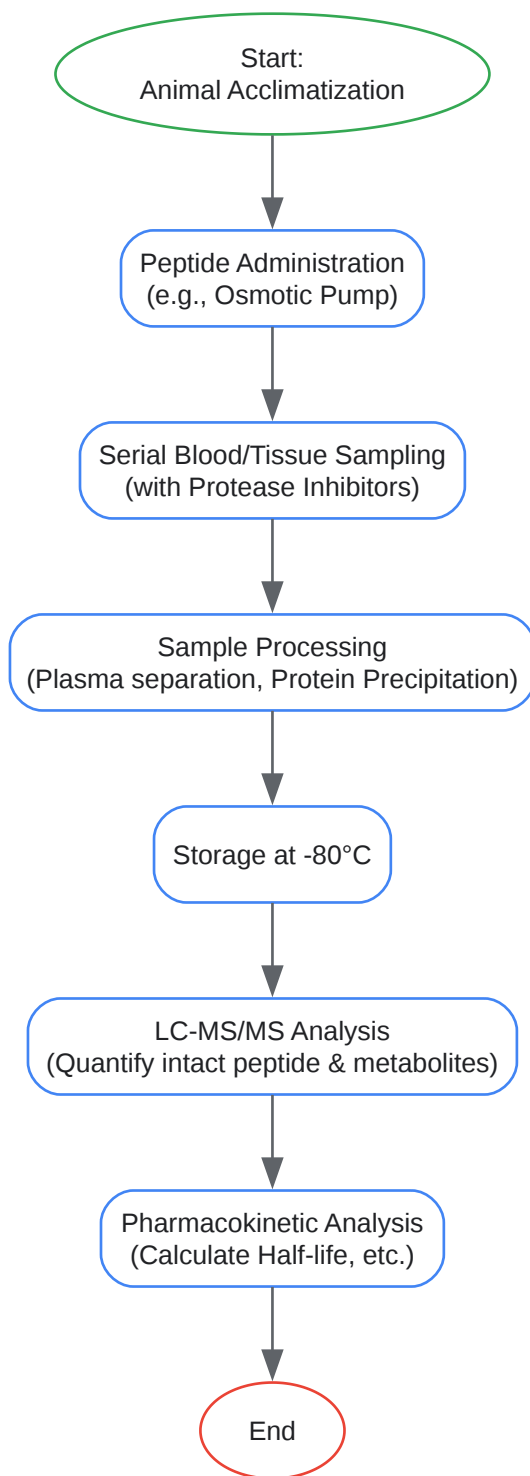 Start:
Animal Acclimatization
Peptide Administration
(e.g., Osmotic Pump)
Serial Blood/Tissue Sampling
(with Protease Inhibitors)
Sample Processing
(Plasma separation, Protein Precipitation)
Storage at -80°C
LC-MS/MS Analysis
(Quantify intact peptide & metabolites)
Pharmacokinetic Analysis
(Calculate Half-life, etc.)
End